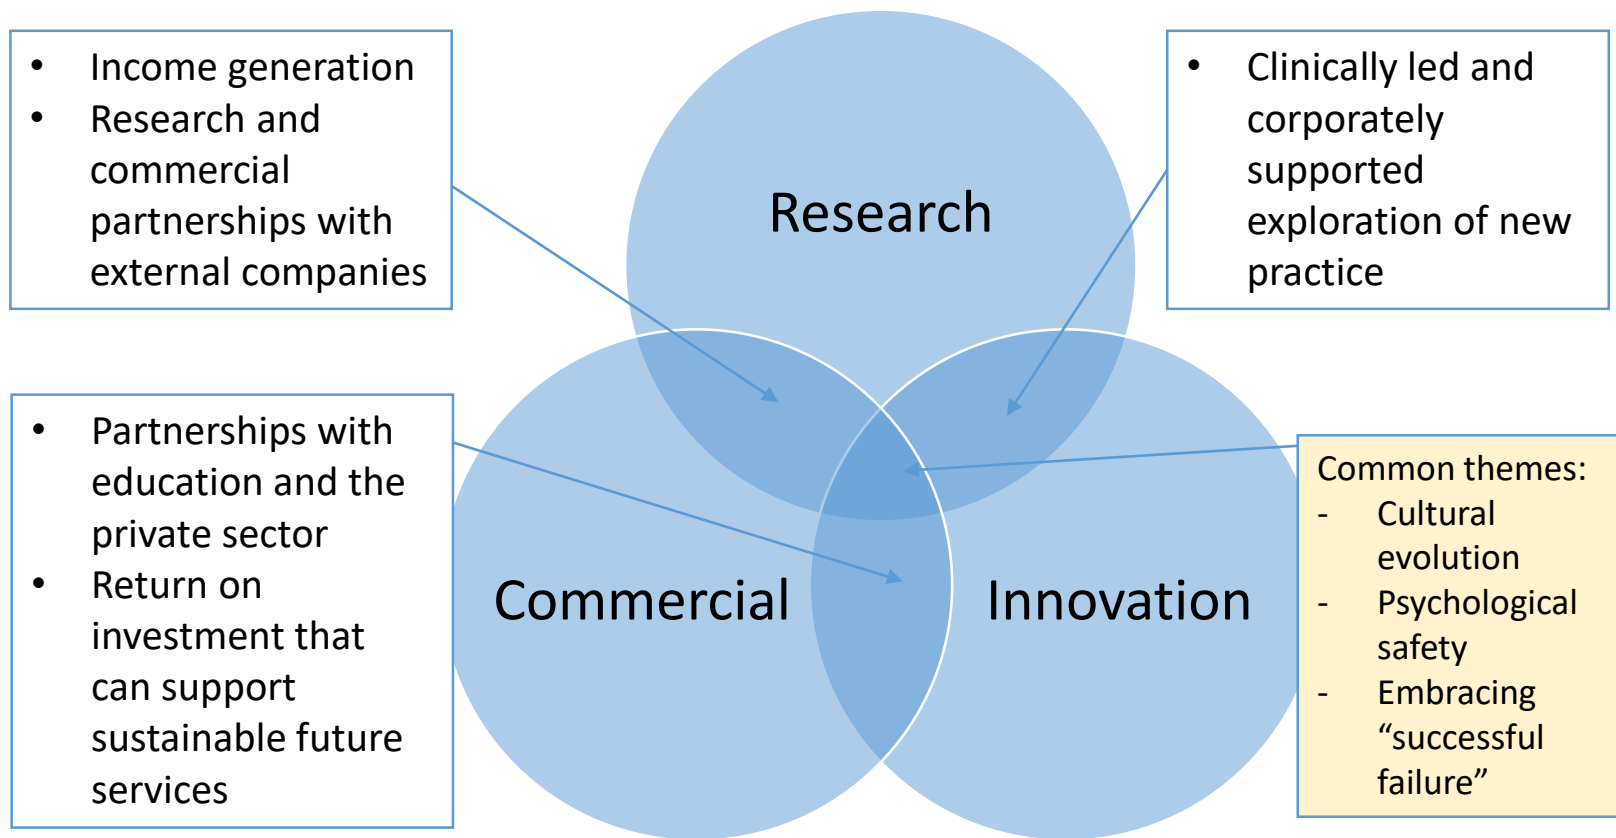 • Income generation
• Research and
commercial
partnerships with
external companies
Research
• Clinically led and
corporately
supported
exploration of new
practice
• Partnerships with
education and the
private sector
• Return on
investment that
can support
sustainable future
services
Commercial
Innovation
Common themes:
- Cultural
evolution
- Psychological
safety
- Embracing
“successful
failure”